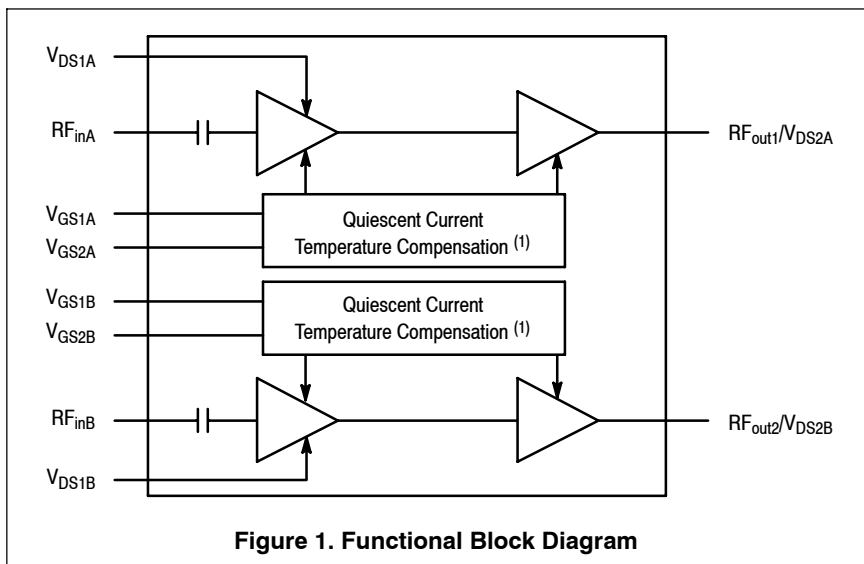 VDS1A
RFinA
RFout1/VDS2A
VGS1A
VGS2A
Quiescent Current
Temperature Compensation (1)
VGS1B
VGS2B
Quiescent Current
Temperature Compensation (1)
RFinB
RFout2/VDS2B
VDS1B
Figure 1. Functional Block Diagram